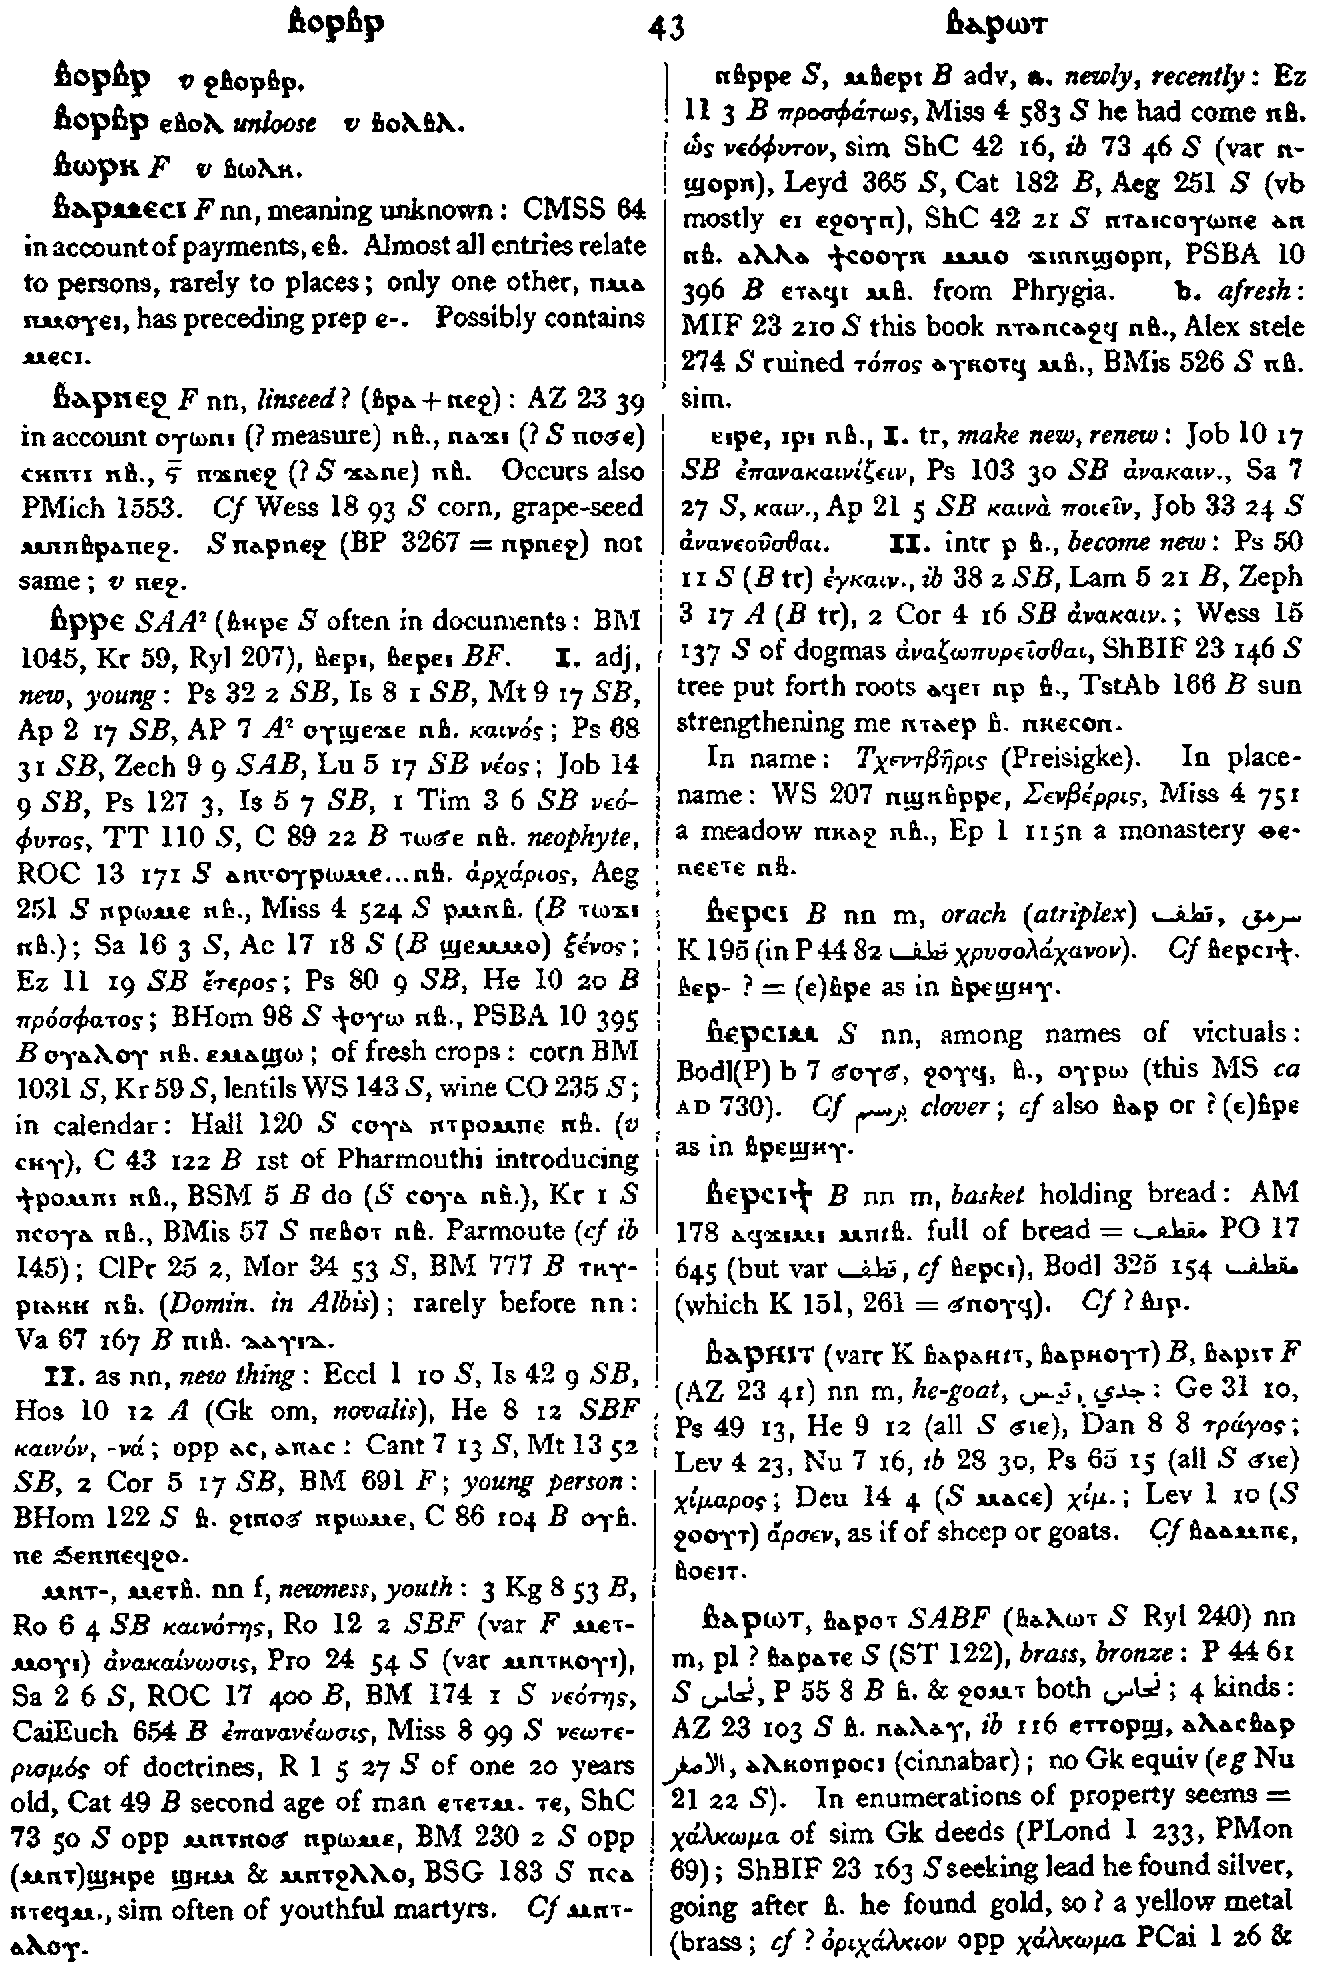 ⲃⲟⲣⲃⲣ 43 ⲃⲁⲣⲱⲧ
ⲃⲟⲣⲃⲣ v ϩⲃⲟⲣⲃⲣ.
ⲃⲟⲣⲃⲣ ⲉⲃⲟⲗ unloose v ⲃⲟⲗⲃⲗ.
ⲃⲱⲣⲕ F v ⲃⲱⲗⲕ.
ⲃⲁⲣⲙⲉⲥⲓ F nn, meaning unknown: CMSS 64
in account of payments, ⲉⲃ. Almost all entries relate
to persons, rarely to places; only one other, ⲡⲙⲁ
ⲡⲙⲟⲩⲉⲓ, has preceding prep ⲉ-. Possibly contains
ⲙⲉⲥⲓ.
ⲃⲁⲣⲡⲉϩ F nn, linseed? (ⲃⲣⲁ + ⲛⲉϩ): AZ 23 39
in account ⲟⲩⲱⲡⲓ (? measure) ⲛⲃ., ⲡⲁϫⲓ (? S ⲡⲟϭⲉ)
ⲥⲛⲡⲧⲓ ⲛⲃ., ⲛϫⲡⲉϩ (? S ϫⲁⲡⲉ) ⲛⲃ. Occurs also
PMich 1553. Cf Wess 18 93 S corn, grape-seed
ⲙⲡⲛⲃⲣⲁⲛⲉϩ. S ⲡⲁⲣⲛⲉϩ (BP 3267 = ⲡⲣⲛⲉϩ) not
same; v ⲛⲉϩ.
ⲃⲣⲣⲉ SAA² (ⲃⲏⲣⲉ S often in documents: BM
1045, Kr 59, Ryl 207), ⲃⲉⲣⲓ, ⲃⲉⲣⲉⲓ BF. I. adj,
new, young: Ps 32 2 SB, Is 8 1 SB, Mt 9 17 SB,
Ap 2 17 SB, AP 7 A² ⲟⲩϣⲉϫⲉ ⲛⲃ. καινός; Ps 68
31 SB, Zech 9 9 SAB, Lu 5 17 SB νέος; Job 14
9 SB, Ps 127 3, Is 5 7 SB, 1 Tim 3 6 SB νεό-
φυτος, TT 110 S, C 89 22 B ⲧⲱϭⲉ ⲛⲃ. neophyte,
ROC 13 171 S ⲁⲛⲅⲟⲩⲣⲱⲙⲉ...ⲛⲃ. ἀρχάριος, Aeg
251 S ⲛⲣⲱⲙⲉ ⲛⲃ., Miss 4 524 S ⲣⲙⲛⲃ. (B ⲧⲱϫⲓ
ⲛⲃ.); Sa 16 3 S, Ac 17 18 S (B ϣⲉⲙⲙⲟ) ξένος;
Ez 11 19 SB ἕτερος; Ps 80 9 SB, He 10 20 B
πρόσφατος; BHom 98 S ϯⲟⲩⲱ ⲛⲃ., PSBA 10 395
B ⲟⲩⲁⲗⲟⲩ ⲛⲃ. ⲉⲙⲁϣⲱ; of fresh crops: corn BM
1031 S, Kr 59 S, lentils WS 143 S, wine CO 235 S;
in calendar: Hall 120 S ⲥⲟⲩⲁ ⲛⲧⲣⲟⲙⲡⲉ ⲛⲃ. (v
ⲥⲏⲩ), C 43 122 B 1st of Pharmouthi introducing
ϯⲣⲟⲙⲡⲓ ⲛⲃ., BSM 5 B do (S ⲥⲟⲩⲁ ⲛⲃ.), Kr 1 S
ⲡⲥⲟⲩⲁ ⲛⲃ., BMis 57 S ⲡⲉⲃⲟⲧ ⲛⲃ. Parmoute (cf ib
145); ClPr 25 2, Mor 34 53 S, BM 777 B ⲧⲕⲩ-
ⲣⲓⲁⲕⲏ ⲛⲃ. (Domin. in Albis); rarely before nn:
Va 67 167 B ⲡⲓⲃ. ⲇⲁⲩⲓⲇ.
II. as nn, new thing: Eccl 1 10 S, Is 42 9 SB,
Hos 10 12 A (Gk om, novalis), He 8 12 SBF
καινόν, -νά; opp ⲁⲥ, ⲁⲡⲁⲥ: Cant 7 13 S, Mt 13 52
SB, 2 Cor 5 17 SB, BM 691 F; young person:
BHom 122 S ⲃ. ϩⲓⲛⲟϭ ⲛⲣⲱⲙⲉ, C 86 104 B ⲟⲩⲃ.
ⲡⲉ ϧⲉⲛⲡⲉϥϩⲟ.
ⲙⲛⲧ-, ⲙⲉⲧⲃ. nn f, newness, youth: 3 Kg 8 53 B,
Ro 6 4 SB καινότης, Ro 12 2 SBF (var F ⲙⲉⲧ-
ⲙⲟⲩⲓ) ἀνακαίνωσις, Pro 24 54 S (var ⲙⲛⲧⲕⲟⲩⲓ),
Sa 2 6 S, ROC 17 400 B, BM 174 1 S νεότης,
CaiEuch 654 B ἐπανανέωσις, Miss 8 99 S νεωτε-
ρισμός of doctrines, R 1 5 27 S of one 20 years
old, Cat 49 B second age of man ⲉⲧⲉⲧⲙ. ⲧⲉ, ShC
73 50 S opp ⲙⲛⲧⲛⲟϭ ⲛⲣⲱⲙⲉ, BM 230 2 S opp
(ⲙⲛⲧ)ϣⲏⲣⲉ ϣⲏⲙ & ⲙⲛⲧϩⲗⲗⲟ, BSG 183 S ⲡⲥⲁ
ⲛⲧⲉϥⲙ., sim often of youthful martyrs. Cf ⲙⲛⲧ-
ⲁⲗⲟⲩ.
ⲛⲃⲣⲣⲉ S, ⲙⲃⲉⲣⲓ B adv, a. newly, recently: Ez
11 3 B προσφάτως, Miss 4 583 S he had come ⲛⲃ.
ὡς νεόφυτον, sim ShC 42 16, ib 73 46 S (var ⲛ-
ϣⲟⲣⲡ), Leyd 365 S, Cat 182 B, Aeg 251 S (vb
mostly ⲉⲓ ⲉϩⲟⲩⲛ), ShC 42 21 S ⲛⲧⲁⲓⲥⲟⲩⲱⲛⲉ ⲁⲛ
ⲛⲃ. ⲁⲗⲗⲁ ϯⲥⲟⲟⲩⲛ ⲙⲙⲟ ϫⲓⲛⲛϣⲟⲣⲡ, PSBA 10
396 B ⲉⲧⲁϥⲓ ⲙⲃ. from Phrygia. b. afresh:
MIF 23 210 S this book ⲛⲧⲁⲛⲥⲁϩϥ ⲛⲃ., Alex stele
274 S ruined τόπος ⲁⲩⲕⲟⲧϥ ⲙⲃ., BMis 526 S ⲛⲃ.
sim.
ⲉⲓⲣⲉ, ⲓⲣⲓ ⲛⲃ., I. tr, make new, renew: Job 10 17
SB ἐπανακαινίζειν, Ps 103 30 SB ἀνακαιν., Sa 7
27 S, καιν., Ap 21 5 SB καινὰ ποιεῖν, Job 33 24 S
ἀνανεοῦσθαι. II. intr ⲣ ⲃ., become new: Ps 50
11 S (B tr) ἐγκαιν., ib 38 2 SB, Lam 5 21 B, Zeph
3 17 A (B tr), 2 Cor 4 16 SB ἀνακαιν.; Wess 15
137 S of dogmas ἀναζωπυρεῖσθαι, ShBIF 23 146 S
tree put forth roots ⲁϥⲉⲓ ⲛⲣ ⲃ., TstAb 166 B sun
strengthening me ⲛⲧⲁⲉⲣ ⲃ. ⲛⲕⲉⲥⲟⲡ.
In name: Τχεντβῆρις (Preisigke). In place-
name: WS 207 ⲡϣⲛⲃⲣⲣⲉ, Σενβέρρις, Miss 4 751
a meadow ⲡⲕⲁϩ ⲛⲃ., Ep 1 115n a monastery ⲑⲉ-
ⲛⲉⲉⲧⲉ ⲛⲃ.
ⲃⲉⲣⲥⲓ B nn m, orach (atriplex) قطف, سرمق
K 195 (in P 44 82 قطف χρυσολάχανον). Cf ⲃⲉⲣⲥⲓϯ.
ⲃⲉⲣ- ? = (ⲉ)ⲃⲣⲉ as in ⲃⲣⲉϣⲏⲩ.
ⲃⲉⲣⲥⲓⲙ S nn, among names of victuals:
Bodl(P) b 7 ϭⲟⲩϭ, ϩⲟⲩϥ, ⲃ., ⲟⲩⲣⲱ (this MS ca
AD 730). Cf برسيم clover; cf also ⲃⲁⲣ or ? (ⲉ)ⲃⲣⲉ
as in ⲃⲣⲉϣⲏⲩ.
ⲃⲉⲣⲥⲓϯ B nn m, basket holding bread: AM
178 ⲁϥϫⲓⲙⲓ ⲙⲡⲓⲃ. full of bread = مقطف PO 17
645 (but var قطف, cf ⲃⲉⲣⲥⲓ), Bodl 325 154 مقطف
(which K 151, 261 = ϭⲛⲟⲩϥ). Cf ? ⲃⲓⲣ.
ⲃⲁⲣⲏⲓⲧ (varr K ⲃⲁⲣⲁⲏⲓⲧ, ⲃⲁⲣⲏⲟⲩⲧ) B, ⲃⲁⲣⲓⲧ F
(AZ 23 41) nn m, he-goat, جدي, تيس: Ge 31 10,
Ps 49 13, He 9 12 (all S ϭⲓⲉ), Dan 8 8 τράγος;
Lev 4 23, Nu 7 16, ib 28 30, Ps 65 15 (all S ϭⲓⲉ)
χίμαρος; Deu 14 4 (S ⲙⲁⲥⲉ) χίμ.; Lev 1 10 (S
ϩⲟⲟⲩⲧ) ἄρσεν, as if of sheep or goats. Cf ⲃⲁⲁⲙⲡⲉ,
ⲃⲟⲉⲓⲧ.
ⲃⲁⲣⲱⲧ, ⲃⲁⲣⲟⲧ SABF (ⲃⲁⲗⲱⲧ S Ryl 240) nn
m, pl ? ⲃⲁⲣⲁⲧⲉ S (ST 122), brass, bronze: P 44 61
S نحاس, P 55 8 B ⲃ. & ϩⲟⲙⲧ both نحاس; 4 kinds:
AZ 23 103 S ⲃ. ⲡⲁⲗⲁⲩ, ib 116 ⲉⲧⲧⲟⲣϣ, ⲁⲗⲁⲥⲃⲁⲣ
الاصفر, ⲁⲗⲕⲟⲡⲣⲟⲥⲓ (cinnabar); no Gk equiv (eg Nu
21 22 S). In enumerations of property seems =
χάλκωμα of sim Gk deeds (PLond 1 233, PMon
69); ShBIF 23 163 S seeking lead he found silver,
going after ⲃ. he found gold, so ? a yellow metal
(brass; cf ? ὀριχάλκιον opp χάλκωμα PCai 1 26 &